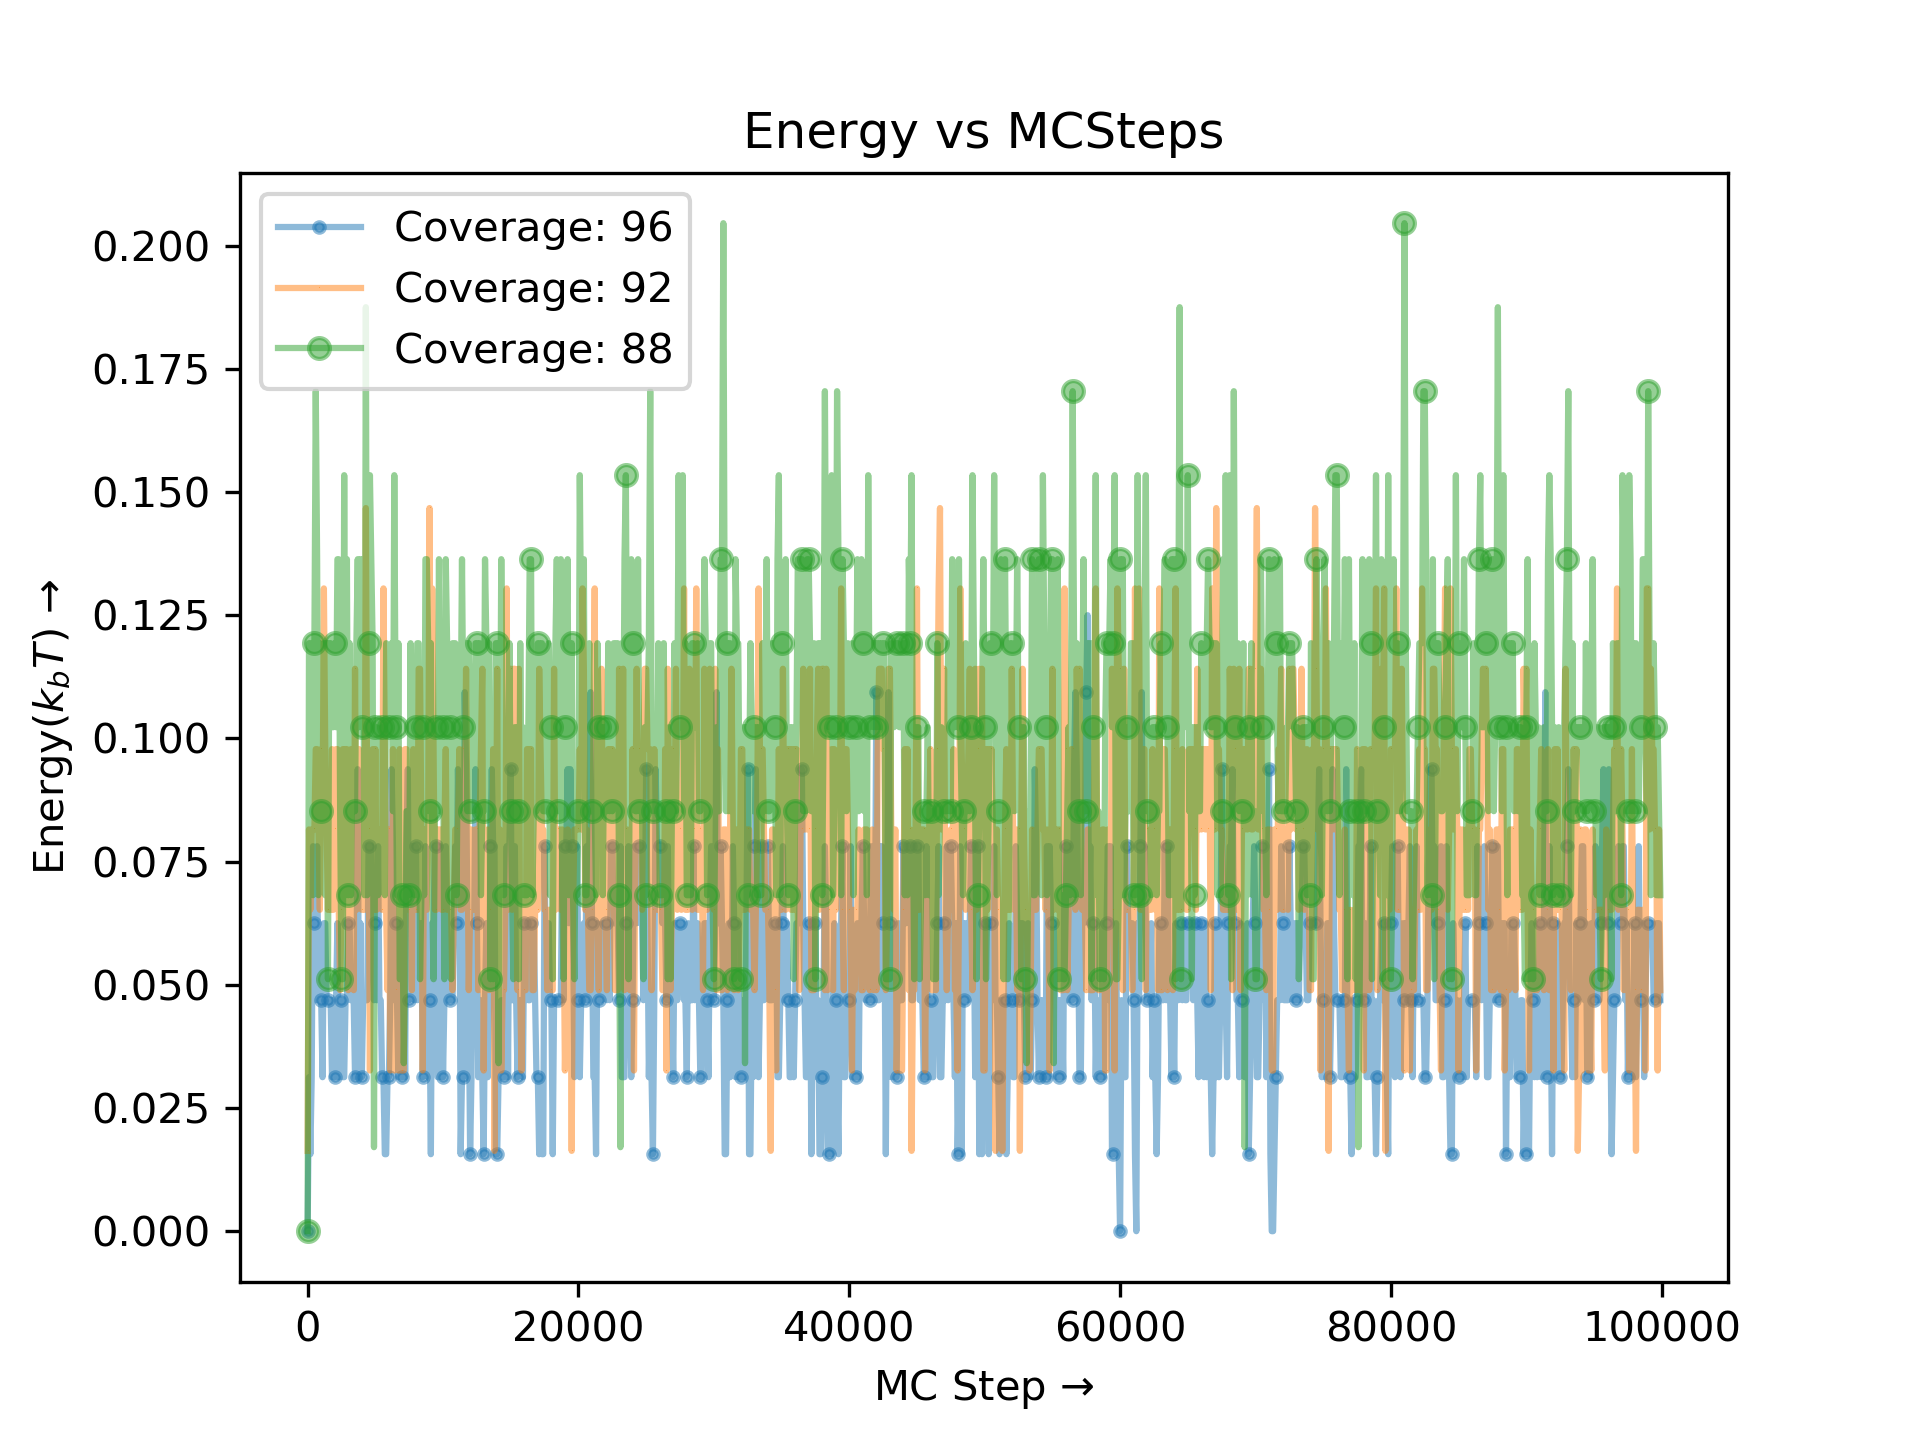 Energy vs MCSteps
Coverage: 96
Coverage: 92
Coverage: 88
Energy(k_bT) →
0.200
0.175
0.150
0.125
0.100
0.075
0.050
0.025
0.000
0 20000 40000 60000 80000 100000
MC Step →